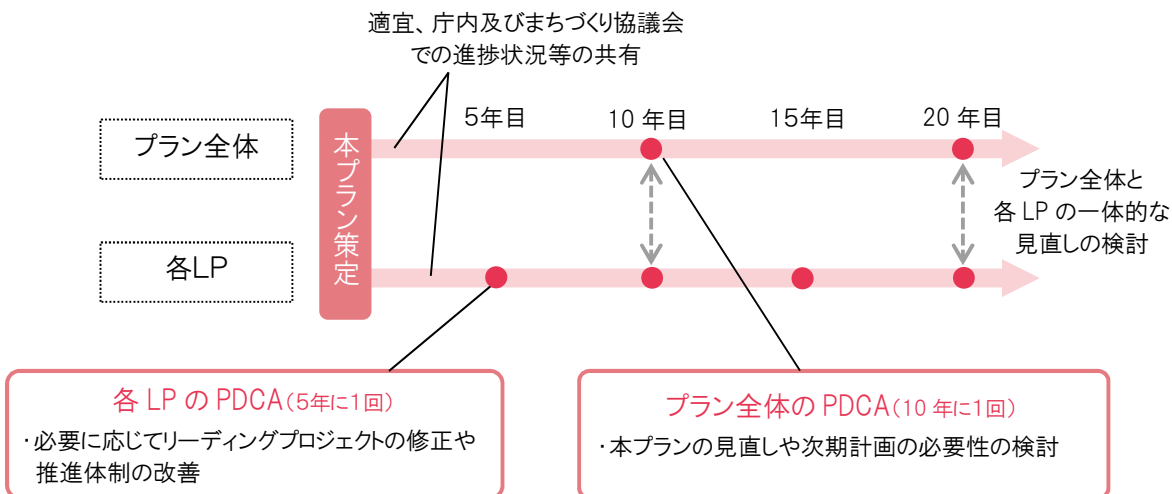 適宜、庁内及びまちづくり協議会
での進捗状況等の共有
5年目
10 年目
15年目
20 年目
プラン全体
本プラン策定
各LP
プラン全体と
各 LP の一体的な
見直しの検討
各 LP の PDCA(5年に1回)
・必要に応じてリーディングプロジェクトの修正や
推進体制の改善
プラン全体の PDCA(10 年に1回)
・本プランの見直しや次期計画の必要性の検討